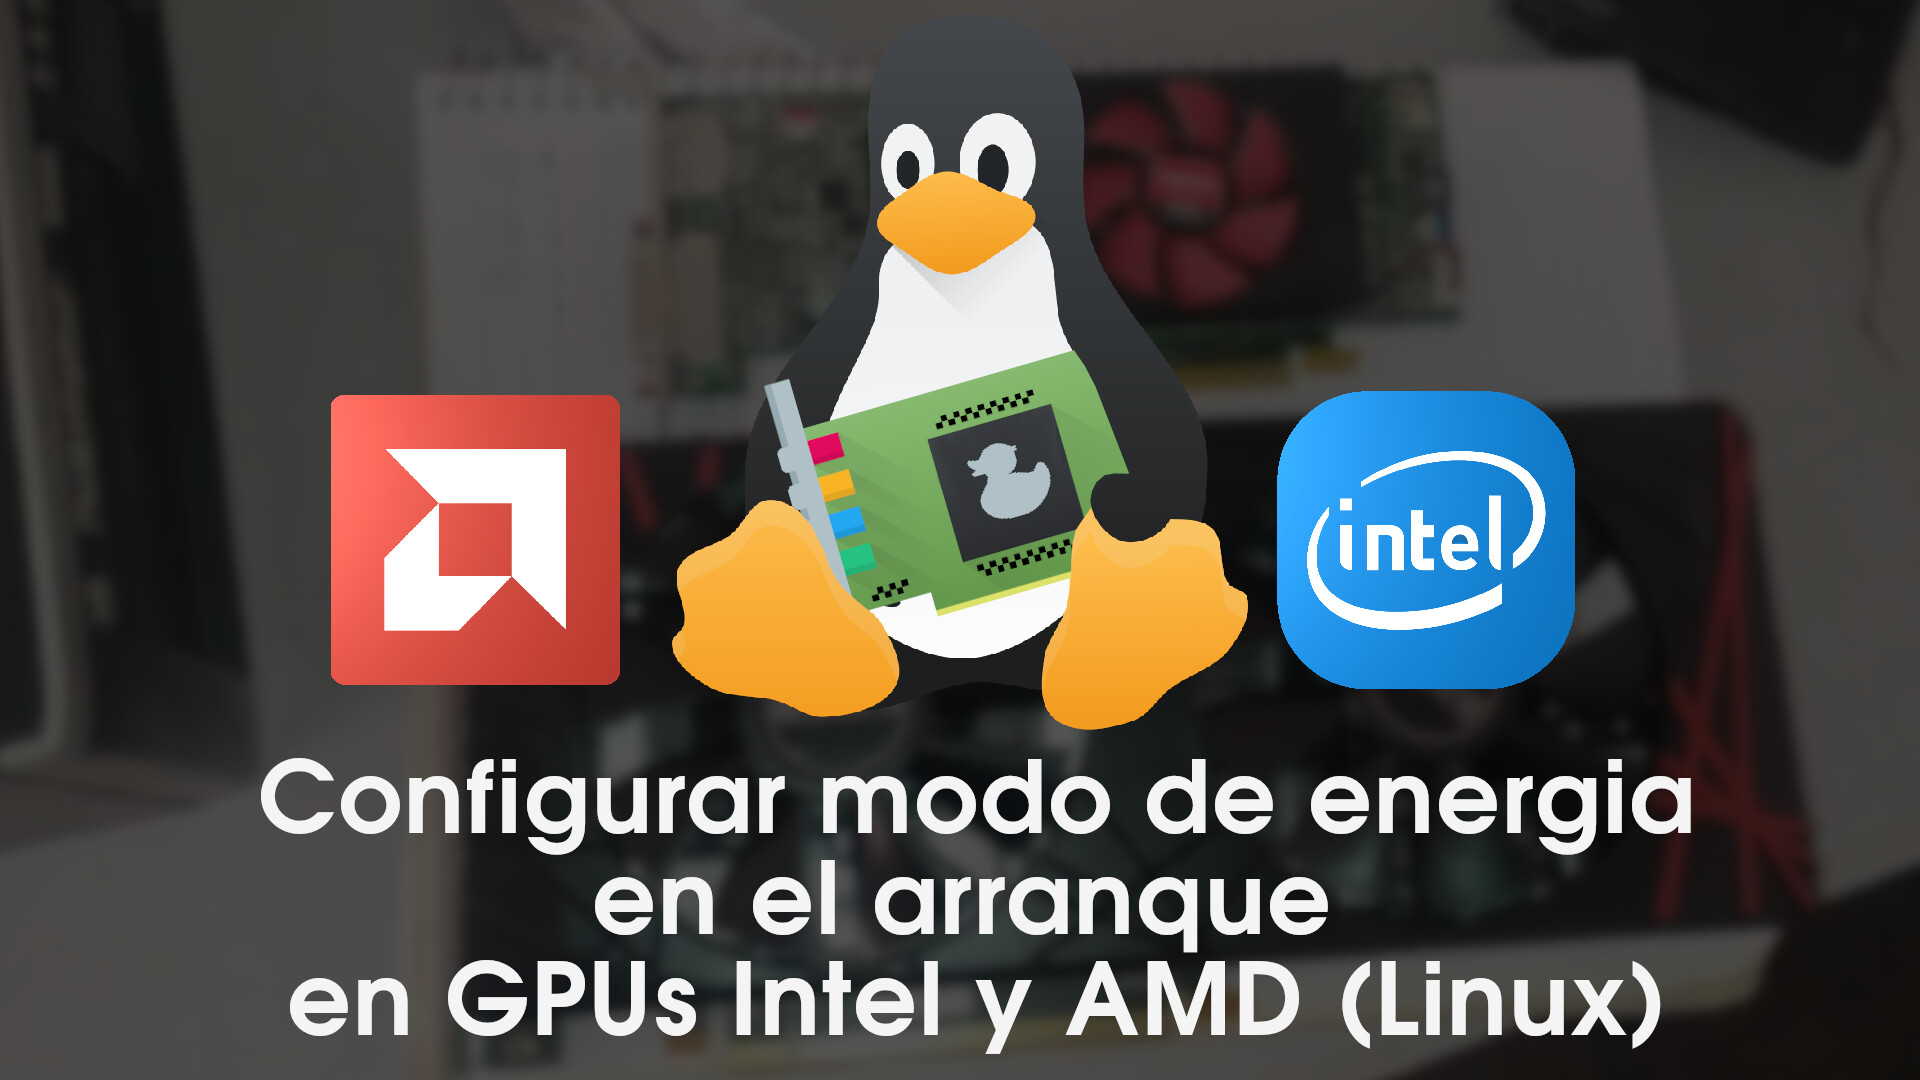 intel
Configurar modo de energia
en el arranque
en GPUs Intel y AMD (Linux)